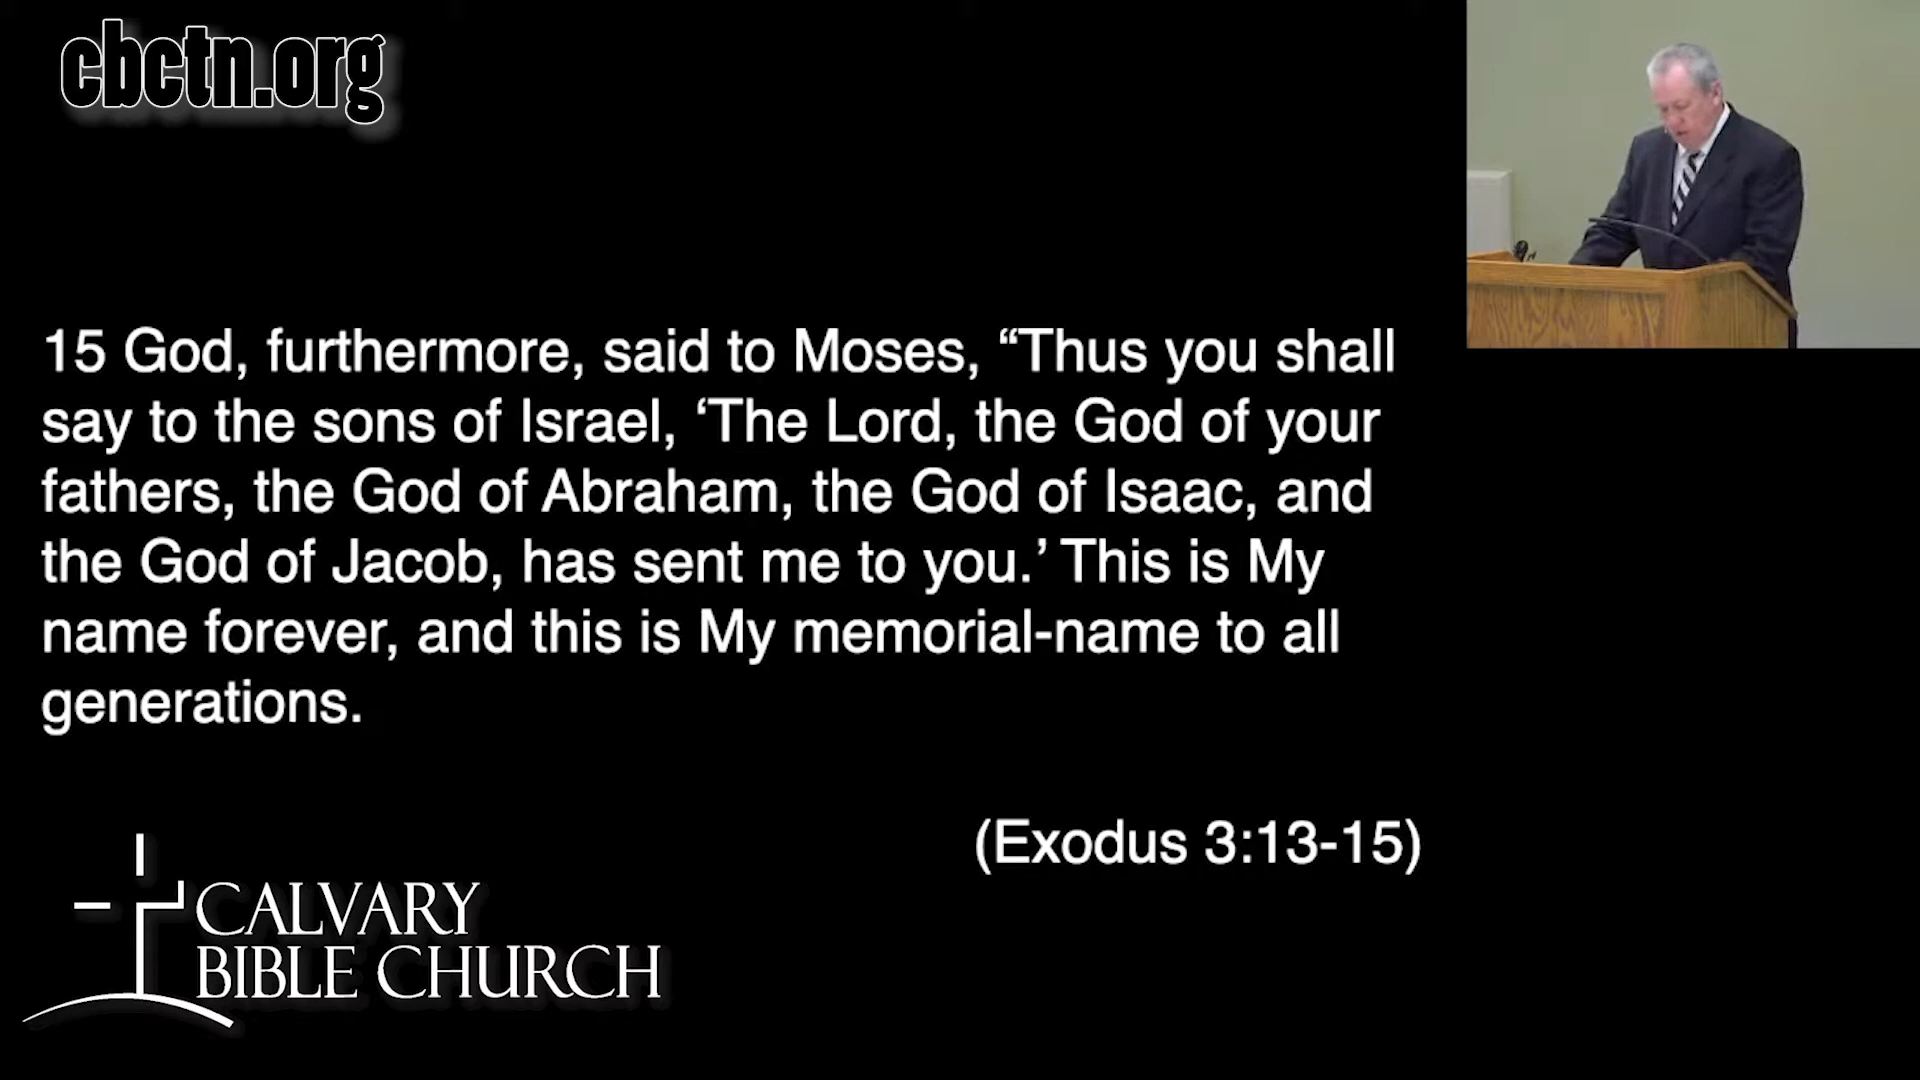 cbctn.org
15 God, furthermore, said to Moses, “Thus you shall
say to the sons of Israel, ‘The Lord, the God of your
fathers, the God of Abraham, the God of Isaac, and
the God of Jacob, has sent me to you.’ This is My
name forever, and this is My memorial-name to all
generations.
(Exodus 3:13-15)
CALVARY
BIBLE CHURCH